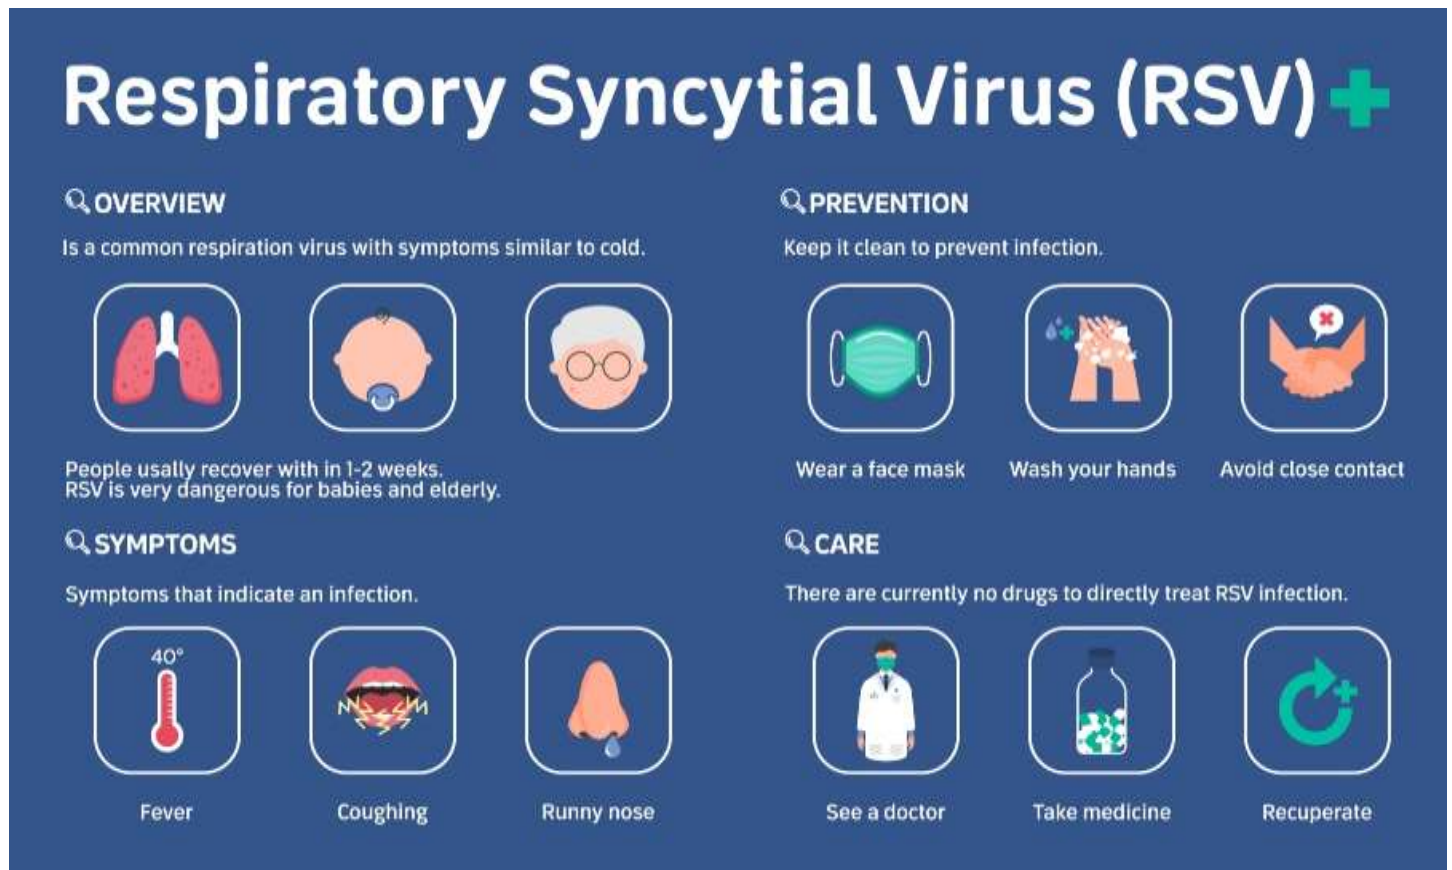 Respiratory Syncytial Virus (RSV)
OVERVIEW
Is a common respiration virus with symptoms similar to cold.
People usally recover with in 1-2 weeks.
RSV is very dangerous for babies and elderly.
PREVENTION
Keep it clean to prevent infection.
Wear a face mask
Wash your hands
Avoid close contact
SYMPTOMS
Symptoms that indicate an infection.
40°
Fever
Coughing
Runny nose
CARE
There are currently no drugs to directly treat RSV infection.
See a doctor
Take medicine
Recuperate